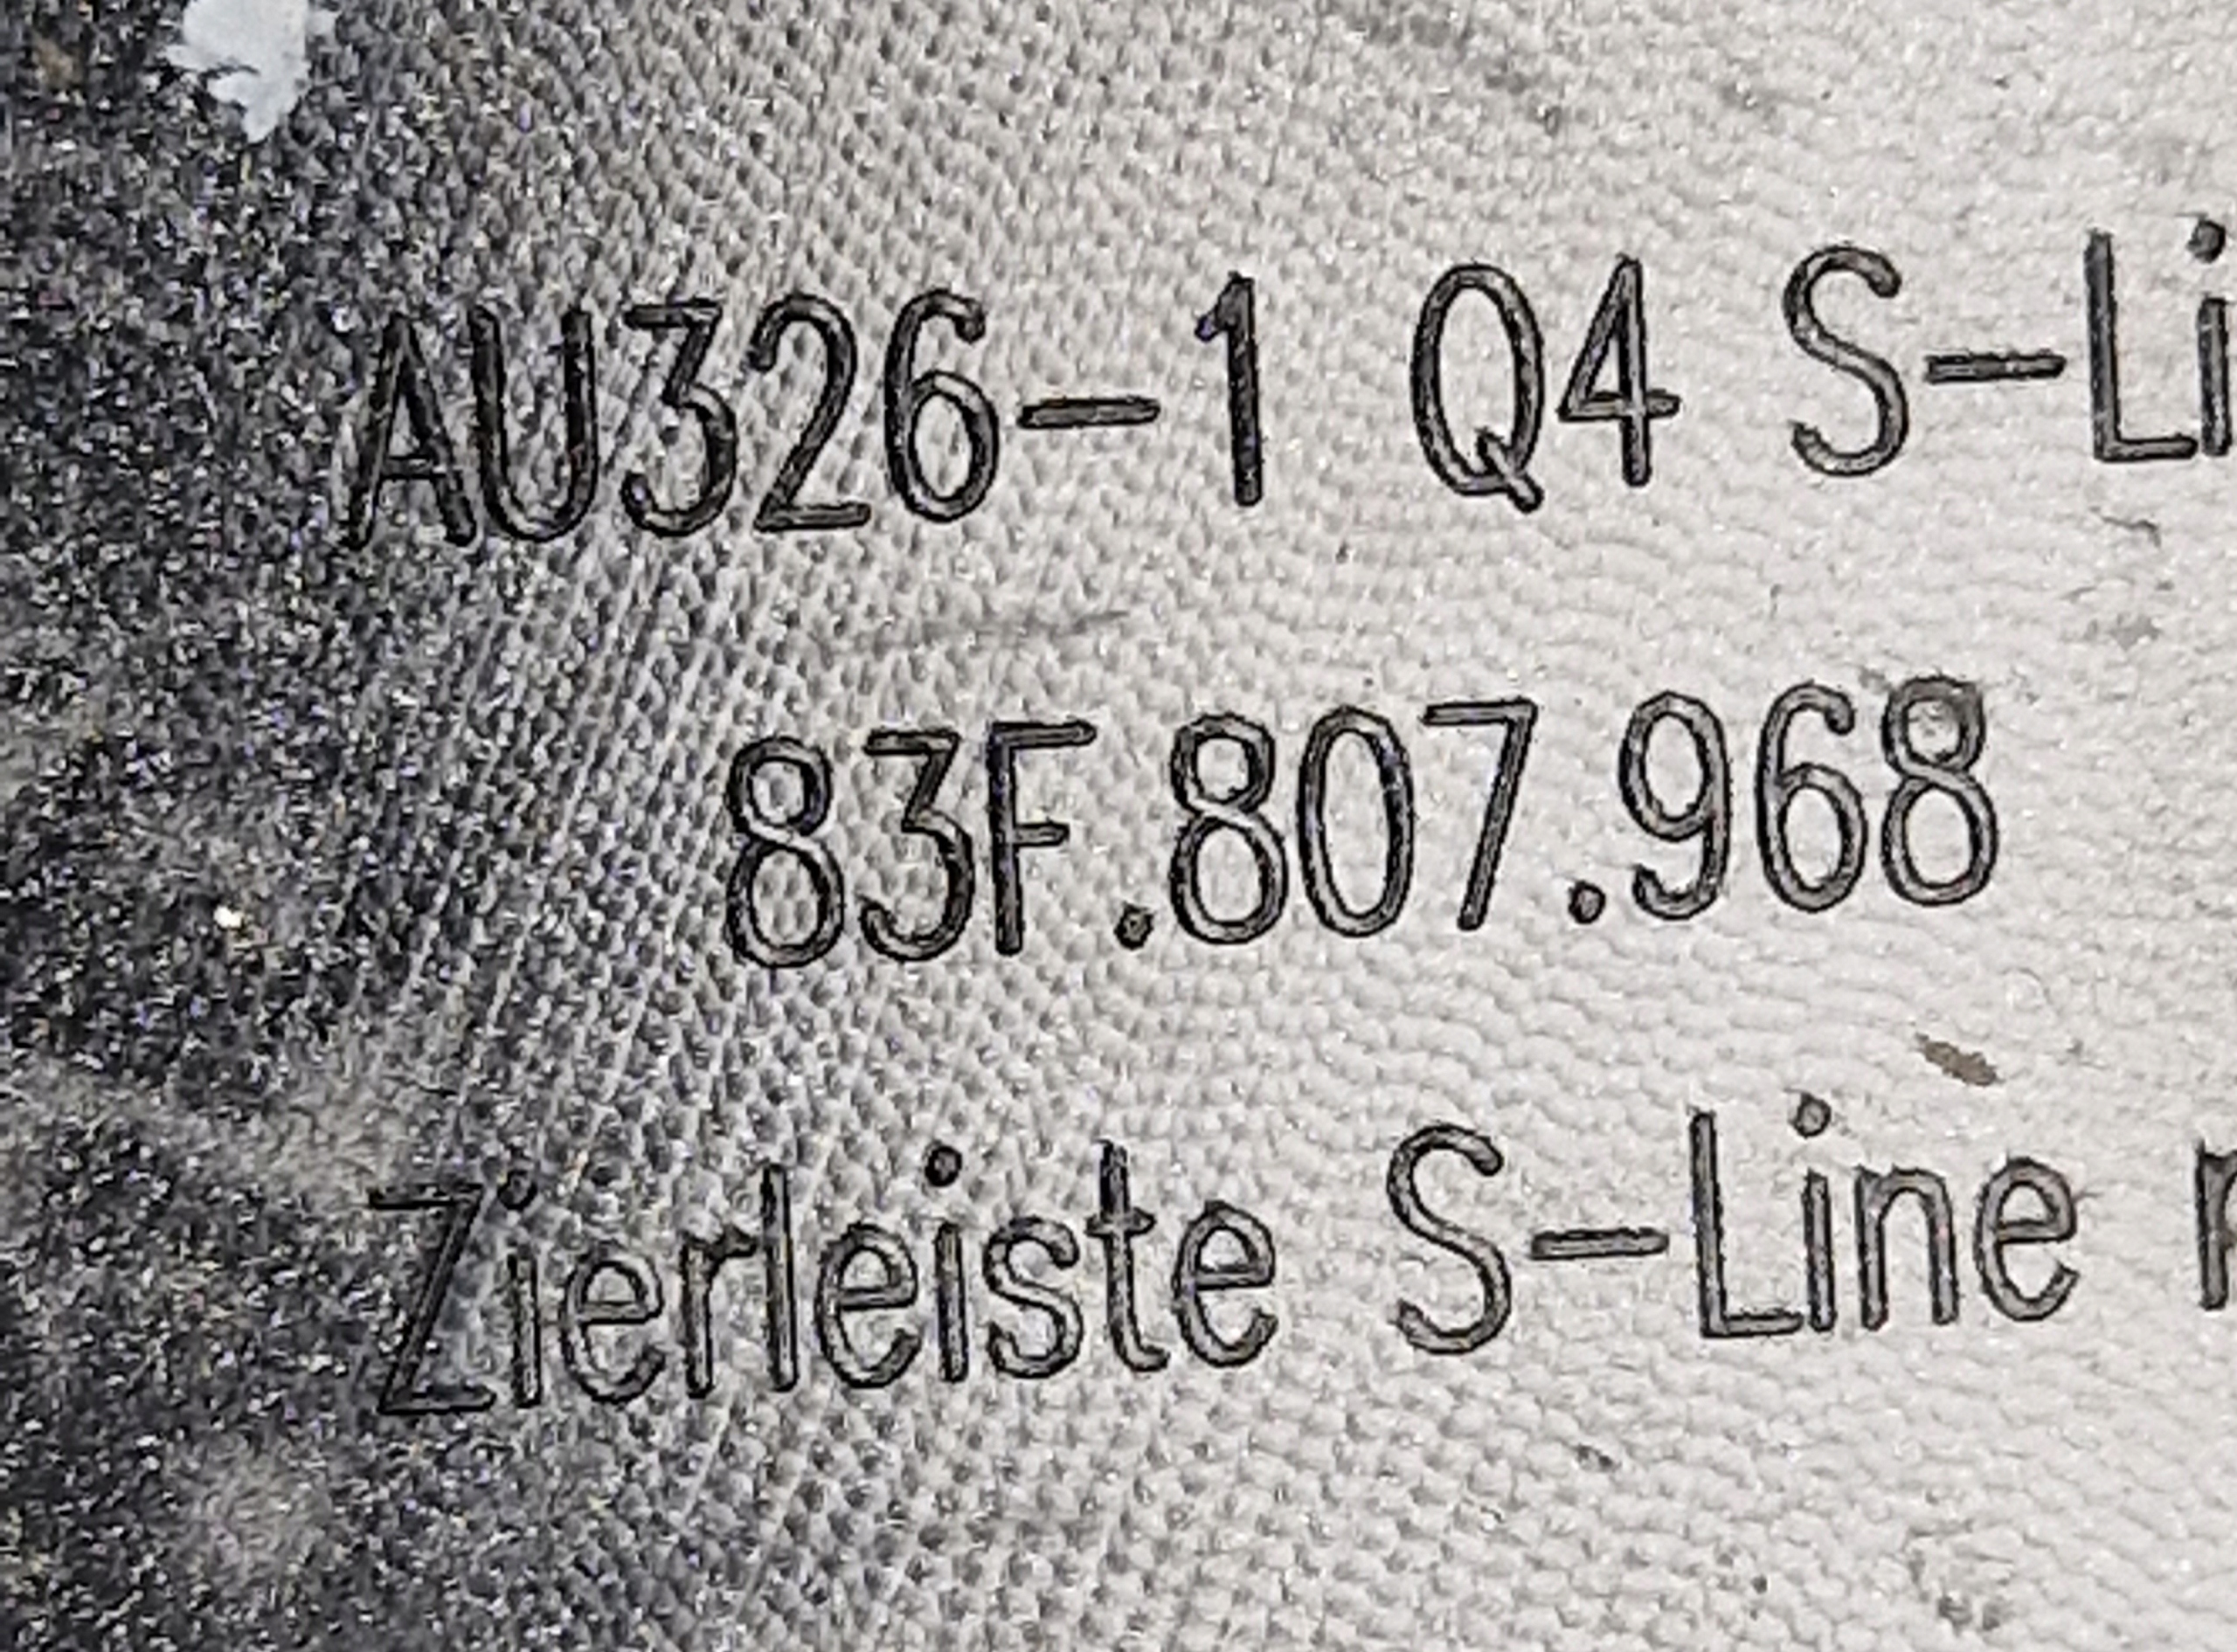 AU326-1 Q4 S-Li
83F.807.968
Zierleiste S-Line